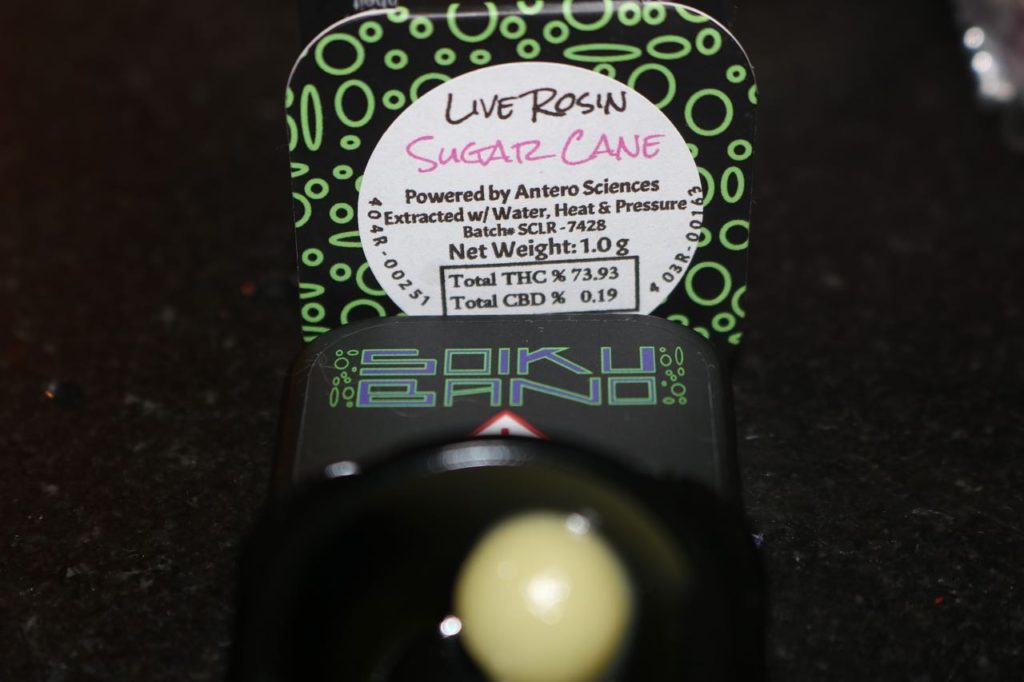 LIVE ROSIN
SUGAR CANE
Powered by Antero Sciences
Extracted w/ Water, Heat & Pressure
Batch# SCLR-7428
Net Weight: 1.0 g
Total THC % 73.93
Total CBD % 0.19
404R-00251
403R-00163
SOIKU
BANO